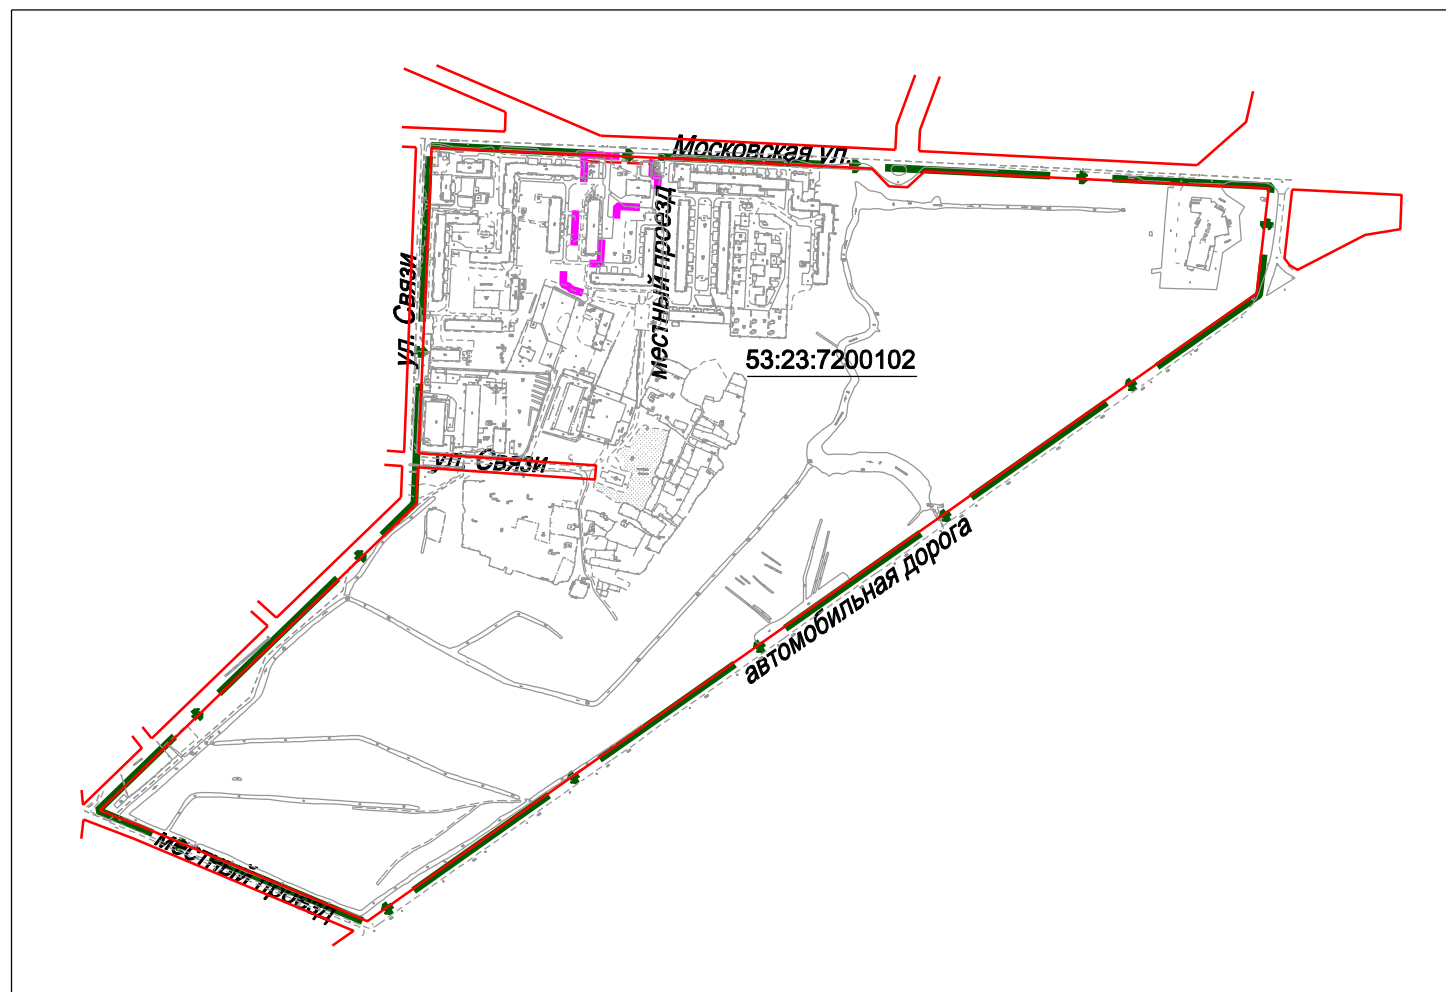 Московская ул.
местный проезд
ул. Связи
53:23:7200102
ул. Связи
автомобильная дорога
местный проезд